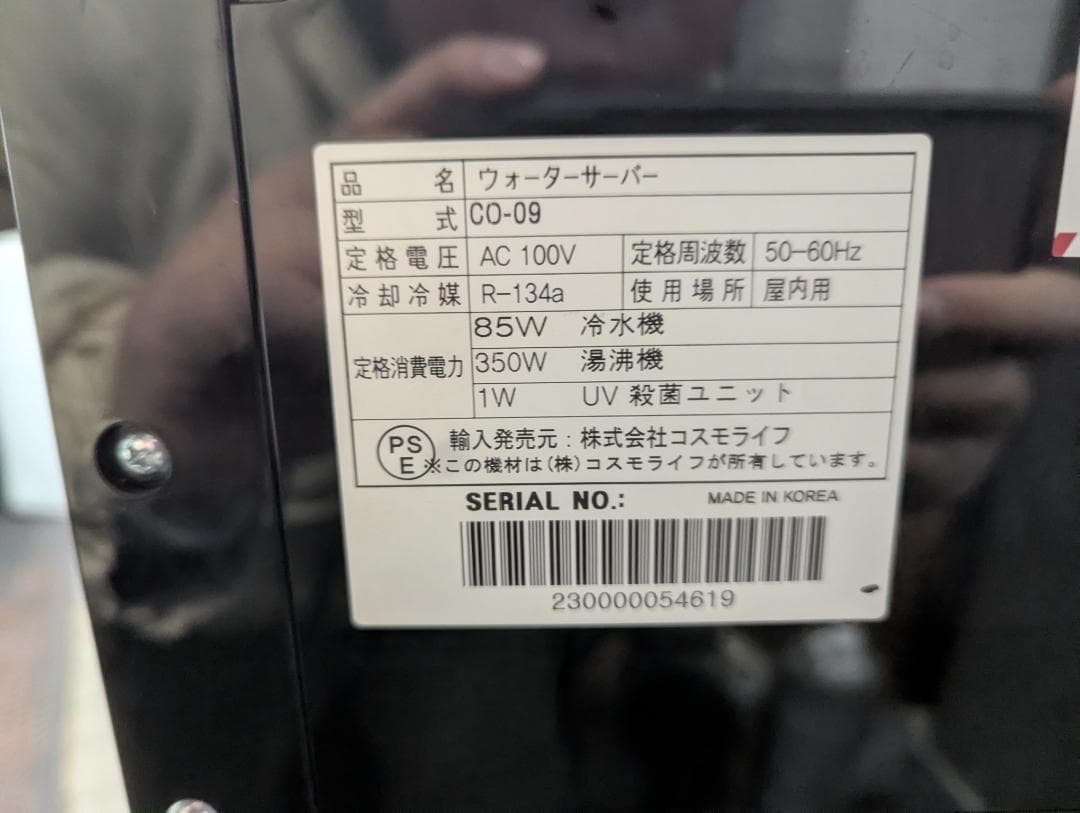 品名 ウォーターサーバー
型式 CO-09
定格電圧 AC 100V 定格周波数 50-60Hz
冷却冷媒 R-134a 使用場所 屋内用
定格消費電力
85W 冷水機
350W 湯沸機
1W UV 殺菌ユニット
PS
E
輸入発売元:株式会社コスモライフ
※この機材は(株)コスモライフが所有しています。
SERIAL NO.: MADE IN KOREA
230000054619